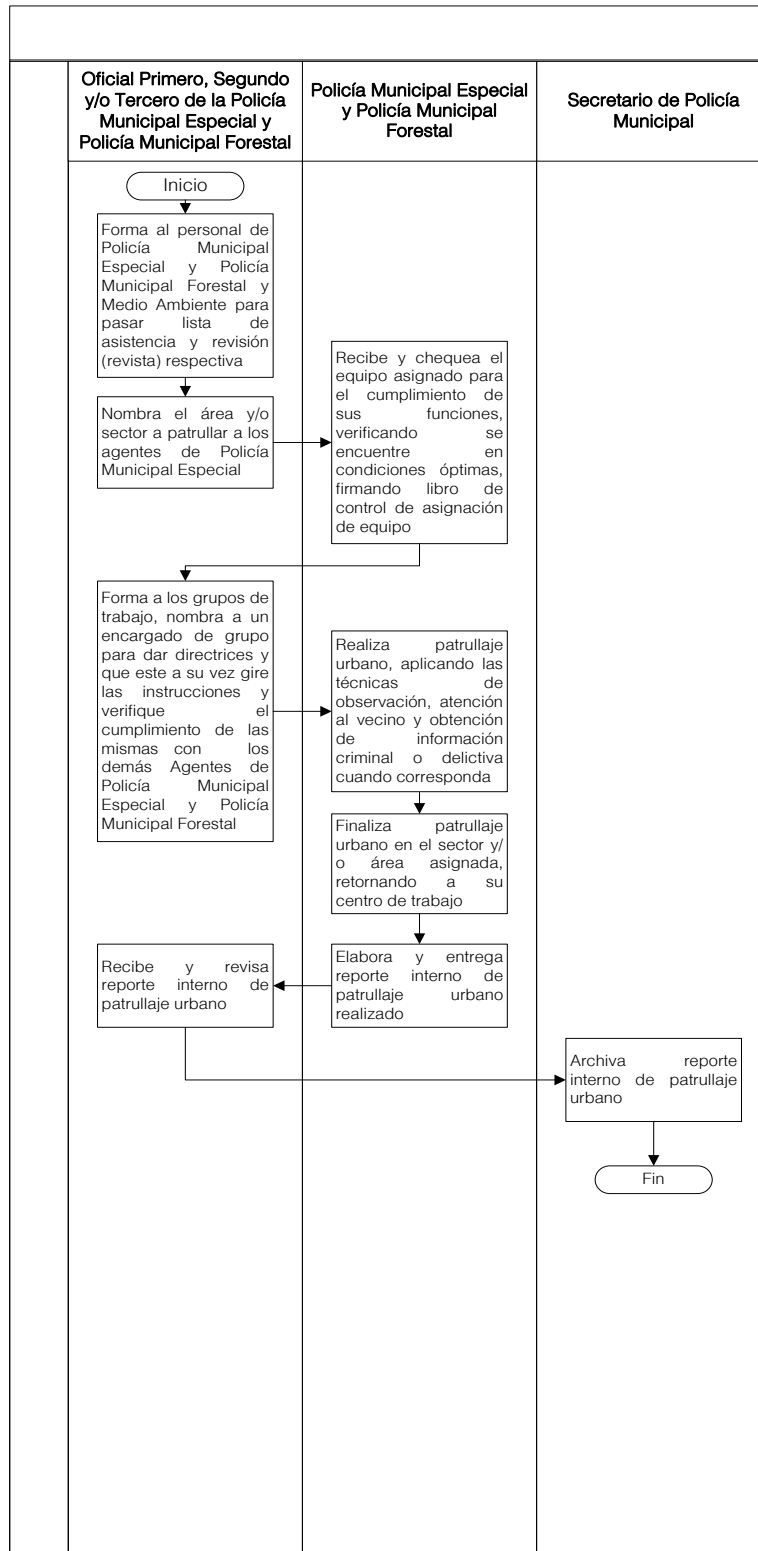 Oficial Primero, Segundo
y/o Tercero de la Policía
Municipal Especial y
Policía Municipal Forestal
Policía Municipal Especial
y Policía Municipal
Forestal
Secretario de Policía
Municipal
Inicio
Forma al personal de
Policía Municipal
Especial y Policía
Municipal Forestal y
Medio Ambiente para
pasar lista de
asistencia y revisión
(revista) respectiva
Nombra el área y/o
sector a patrullar a los
agentes de Policía
Municipal Especial
Recibe y chequea el
equipo asignado para
el cumplimiento de
sus funciones,
verificando se
encuentre en
condiciones óptimas,
firmando libro de
control de asignación
de equipo
Forma a los grupos de
trabajo, nombra a un
encargado de grupo
para dar directrices y
que este a su vez gire
las instrucciones y
verifique el
cumplimiento de las
mismas con los
demás Agentes de
Policía Municipal
Especial y Policía
Municipal Forestal
Realiza patrullaje
urbano, aplicando las
técnicas de
observación, atención
al vecino y obtención
de información
criminal o delictiva
cuando corresponda
Finaliza patrullaje
urbano en el sector y/
o área asignada,
retornando a su
centro de trabajo
Elabora y entrega
reporte interno de
patrullaje urbano
realizado
Recibe y revisa
reporte interno de
patrullaje urbano
Archiva reporte
interno de patrullaje
urbano
Fin